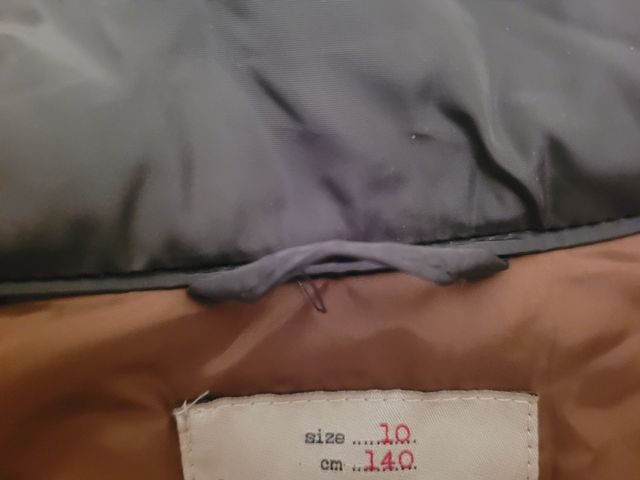 size ......10.
cm ..140.